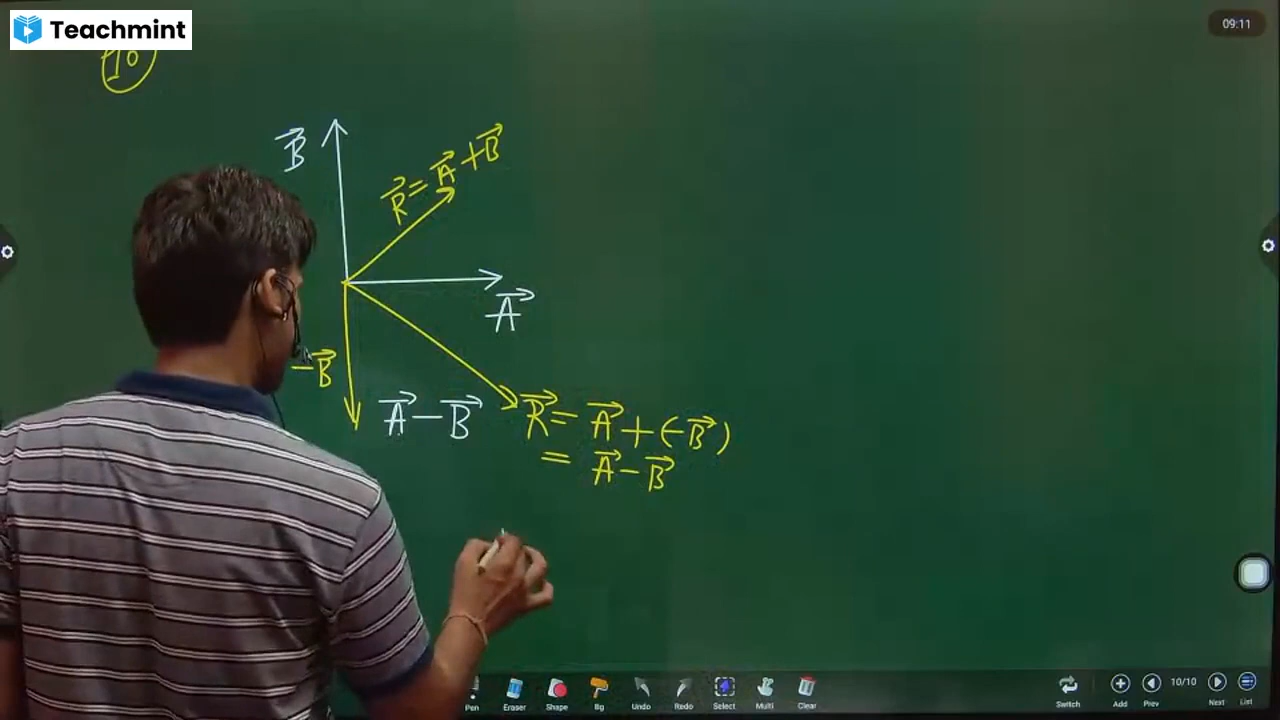 Teachmint
09:11
10
B⃗
R⃗ = A⃗ + B⃗
A⃗
-B⃗
A⃗ - B⃗
R⃗ = A⃗ + (-B⃗)
= A⃗ - B⃗
Pen Eraser Shape Bg Undo Redo Select Multi Clear Switch Add Prev 10/10 Next List